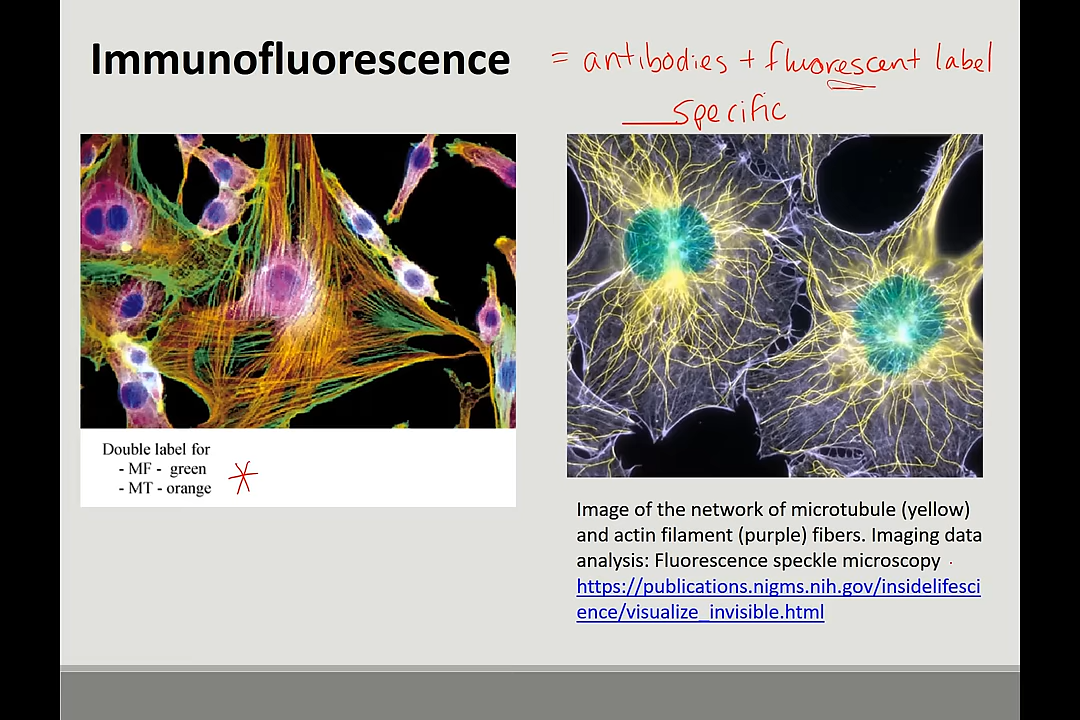 Immunofluorescence = antibodies + fluorescent label
specific
Double label for
- MF - green
- MT - orange
Image of the network of microtubule (yellow)
and actin filament (purple) fibers. Imaging data
analysis: Fluorescence speckle microscopy
https://publications.nigms.nih.gov/insidelifesci
ence/visualize_invisible.html